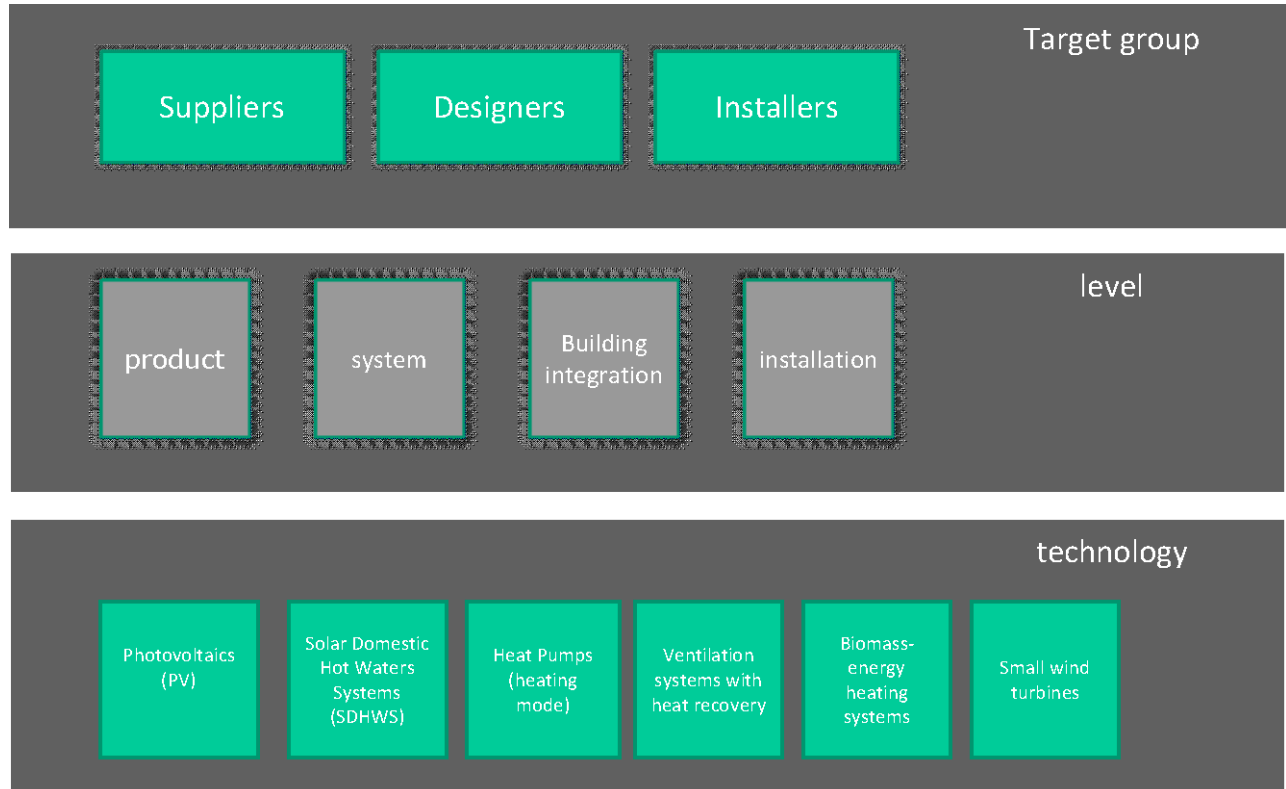 Target group
Suppliers
Designers
Installers
level
product
system
Building
integration
installation
technology
Photovoltaics
(PV)
Solar Domestic
Hot Waters
Systems
(SDHWS)
Heat Pumps
(heating
mode)
Ventilation
systems with
heat recovery
Biomass-
energy
heating
systems
Small wind
turbines